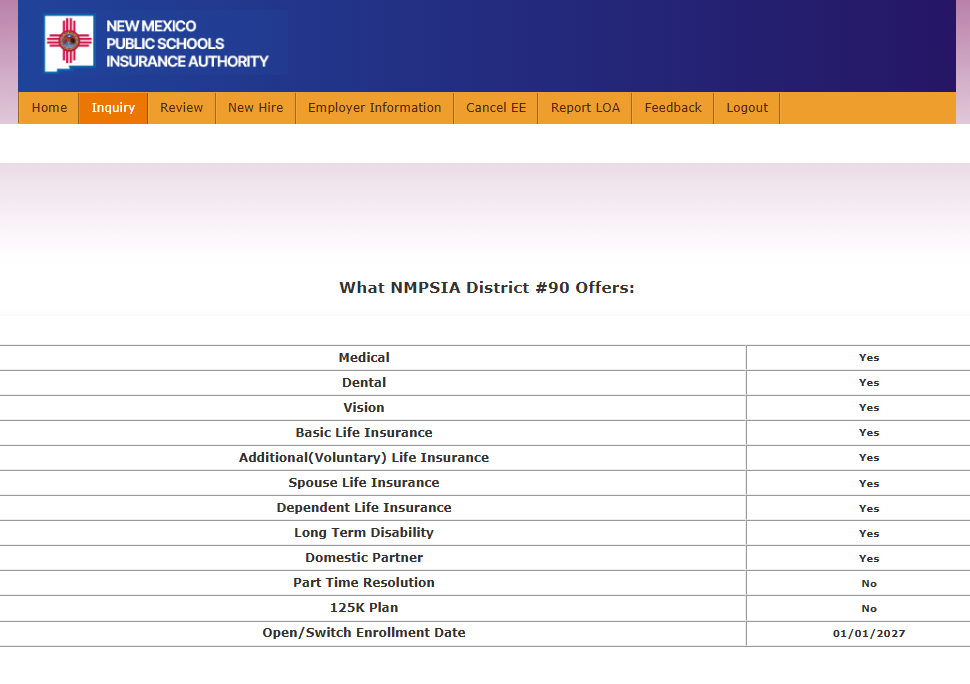 NEW MEXICO
PUBLIC SCHOOLS
INSURANCE AUTHORITY
Home Inquiry Review New Hire Employer Information Cancel EE Report LOA Feedback Logout
What NMPSIA District #90 Offers:
Medical Yes
Dental Yes
Vision Yes
Basic Life Insurance Yes
Additional(Voluntary) Life Insurance Yes
Spouse Life Insurance Yes
Dependent Life Insurance Yes
Long Term Disability Yes
Domestic Partner Yes
Part Time Resolution No
125K Plan No
Open/Switch Enrollment Date 01/01/2027